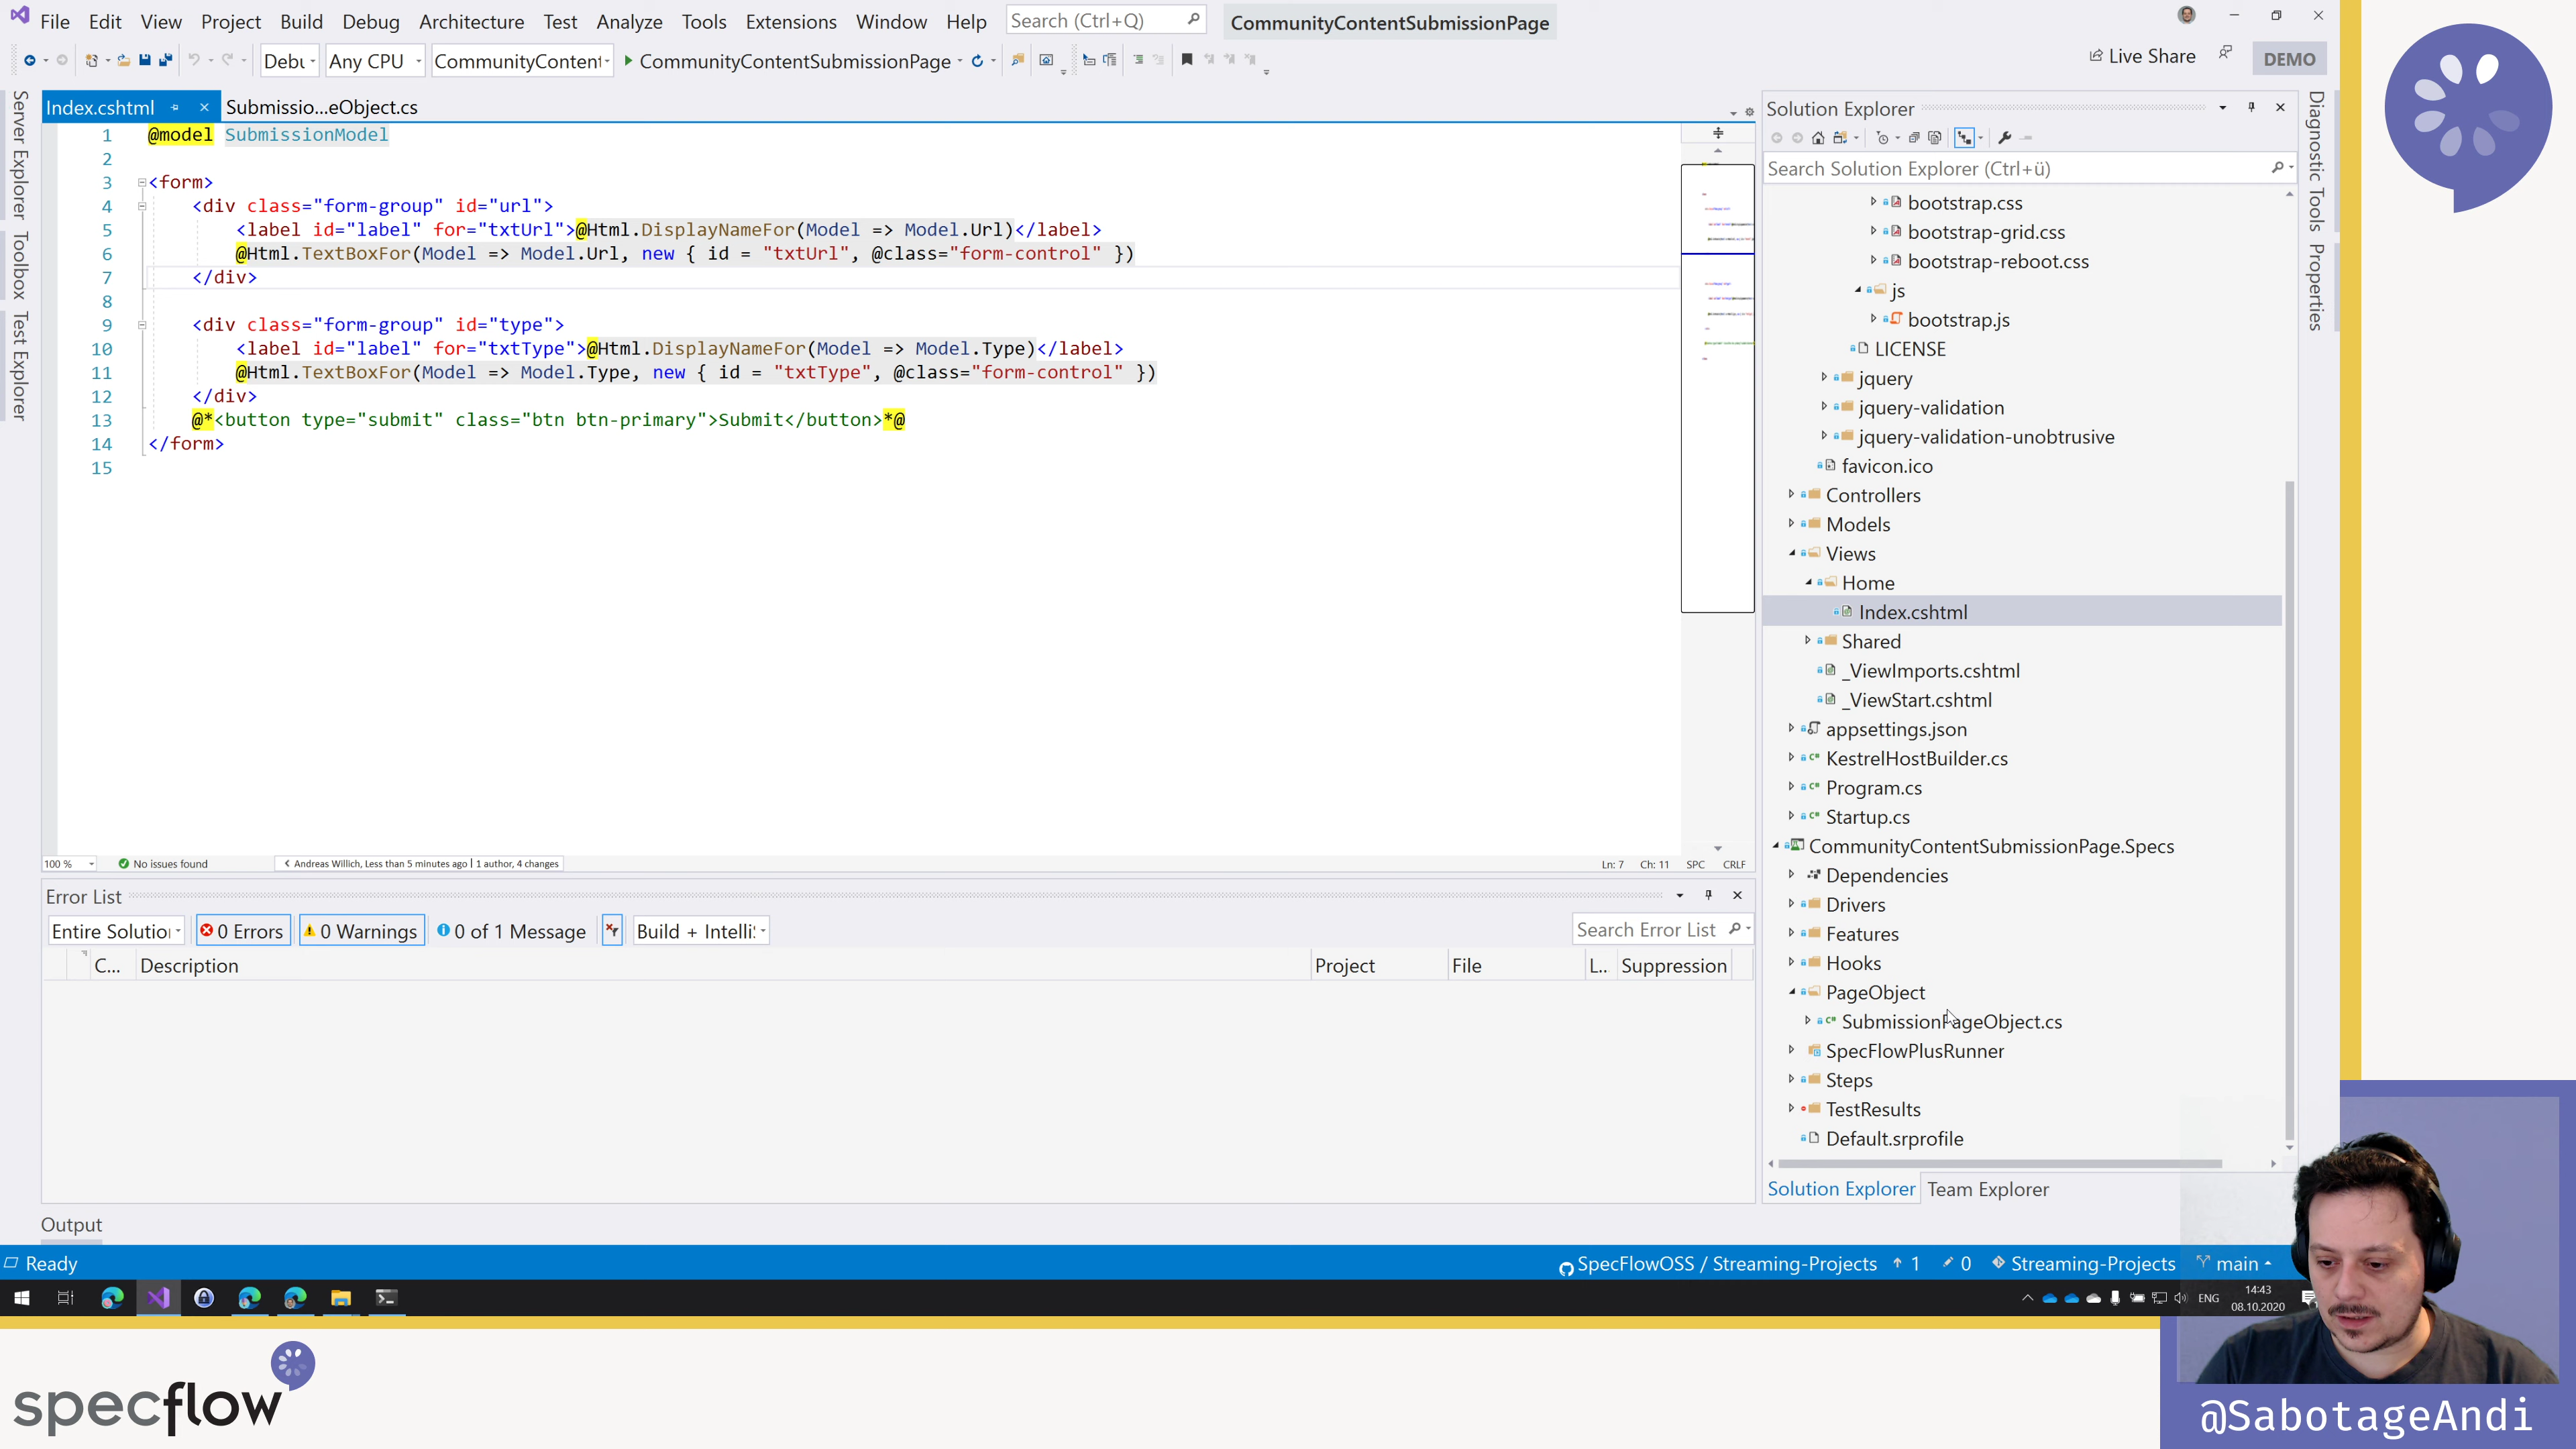 File Edit View Project Build Debug Architecture Test Analyze Tools Extensions Window Help Search (Ctrl+Q) CommunityContentSubmissionPage
Debu Any CPU CommunityConten CommunityContentSubmissionPage Live Share DEMO
Server Explorer
Toolbox
Test Explorer
Index.cshtml Submissio...eObject.cs
1 @model SubmissionModel
2
3 <form>
4 <div class="form-group" id="url">
5 <label id="label" for="txtUrl">@Html.DisplayNameFor(Model => Model.Url)</label>
6 @Html.TextBoxFor(Model => Model.Url, new { id = "txtUrl", @class="form-control" })
7 </div>
8
9 <div class="form-group" id="type">
10 <label id="label" for="txtType">@Html.DisplayNameFor(Model => Model.Type)</label>
11 @Html.TextBoxFor(Model => Model.Type, new { id = "txtType", @class="form-control" })
12 </div>
13 @*<button type="submit" class="btn btn-primary">Submit</button>*@
14 </form>
15
100 % No issues found < Andreas Willich, Less than 5 minutes ago | 1 author, 4 changes Ln: 7 Ch: 11 SPC CRLF
Error List
Entire Solutio 0 Errors 0 Warnings 0 of 1 Message Build + Intelli Search Error List
C... Description Project File L... Suppression
Output
Solution Explorer
Search Solution Explorer (Ctrl+ü)
bootstrap.css
bootstrap-grid.css
bootstrap-reboot.css
js
bootstrap.js
LICENSE
jquery
jquery-validation
jquery-validation-unobtrusive
favicon.ico
Controllers
Models
Views
Home
Index.cshtml
Shared
_ViewImports.cshtml
_ViewStart.cshtml
appsettings.json
KestrelHostBuilder.cs
Program.cs
Startup.cs
CommunityContentSubmissionPage.Specs
Dependencies
Drivers
Features
Hooks
PageObject
SubmissionPageObject.cs
SpecFlowPlusRunner
Steps
TestResults
Default.srprofile
Solution Explorer Team Explorer
Diagnostic Tools
Properties
Ready SpecFlowOSS / Streaming-Projects 1 0 Streaming-Projects main
ENG 14:43
08.10.2020
specflow
@SabotageAndi